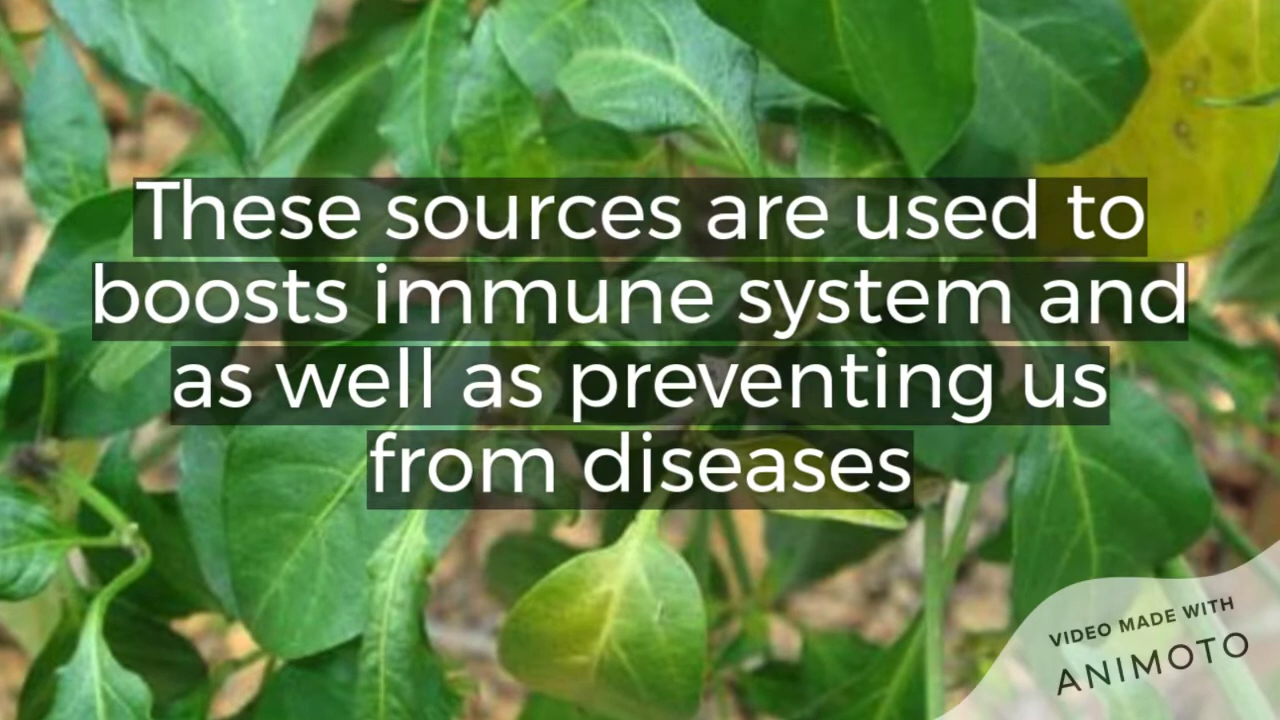 These sources are used to
boosts immune system and
as well as preventing us
from diseases
VIDEO MADE WITH
ANIMOTO